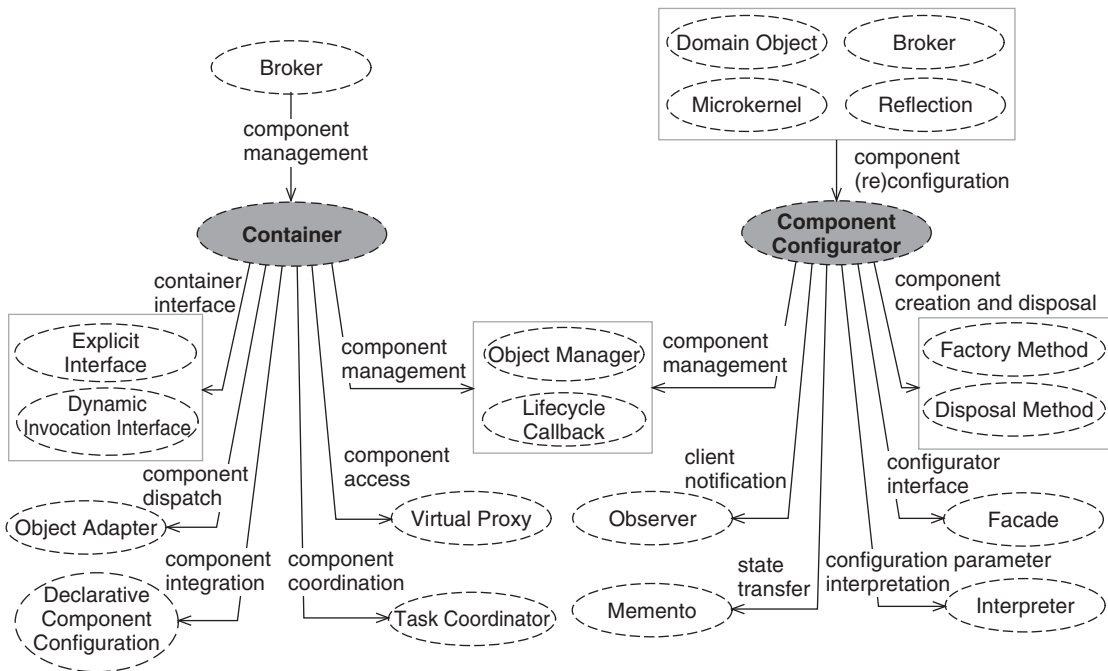 Broker
component
management
Domain Object
Broker
Microkernel
Reflection
component
(re)configuration
Container
Component
Configurator
container
interface
Explicit
Interface
Dynamic
Invocation Interface
component
management
Object Manager
Lifecycle
Callback
component
management
component
creation and disposal
Factory Method
Disposal Method
component
dispatch
Object Adapter
component
access
Virtual Proxy
client
notification
Observer
configurator
interface
Facade
component
integration
Declarative
Component
Configuration
component
coordination
Task Coordinator
state
transfer
Memento
configuration parameter
interpretation
Interpreter